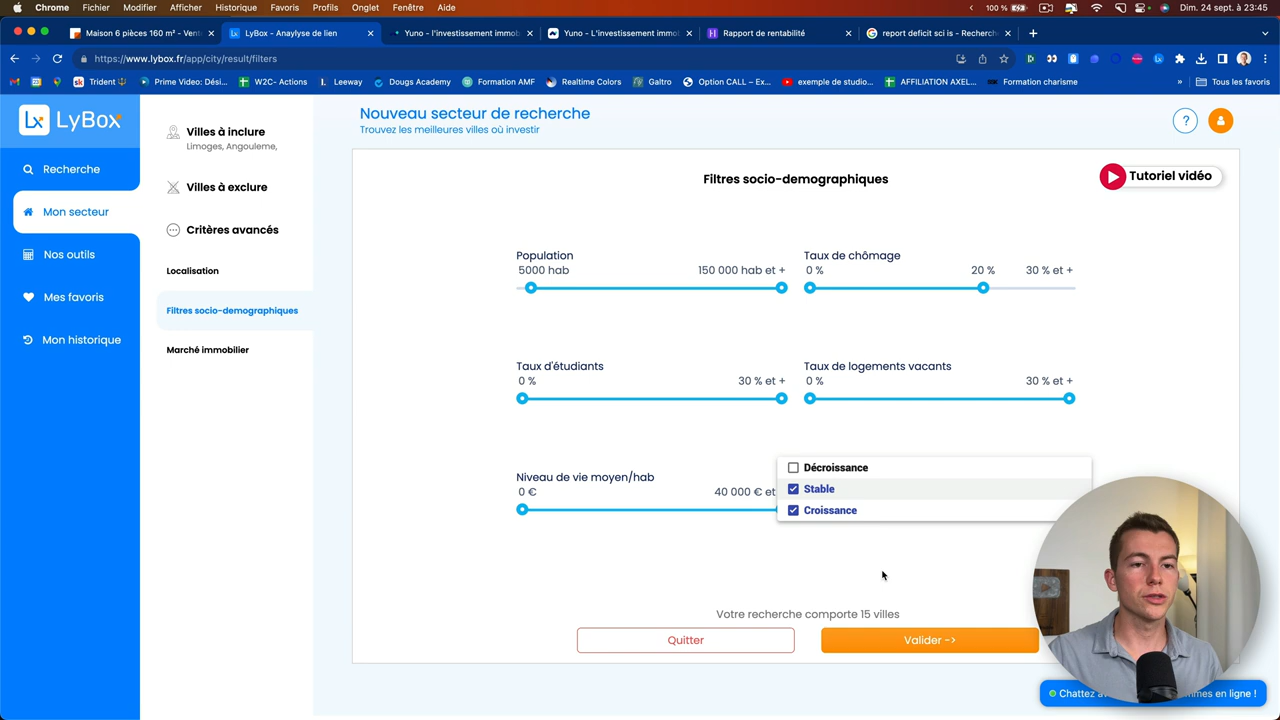 Chrome Fichier Modifier Afficher Historique Favoris Profils Onglet Fenêtre Aide
100 % Dim. 24 sept. à 23:45
Maison 6 pièces 160 m² - Vent
LyBox - Anaylyse de lien
Yuno - l'investissement immob
Yuno - L'investissement immob
Rapport de rentabilité
report deficit sci is - Recherch
https://www.lybox.fr/app/city/result/filters
Trident
Prime Video: Dési...
W2C- Actions
Leeway
Dougs Academy
Formation AMF
Realtime Colors
Galtro
Option CALL – Ex...
exemple de studio...
AFFILIATION AXEL...
Formation charisme
»
Tous les favoris
Lx LyBox
Recherche
Mon secteur
Nos outils
Mes favoris
Mon historique
Villes à inclure
Limoges, Angouleme,
Villes à exclure
Critères avancés
Localisation
Filtres socio-demographiques
Marché immobilier
Nouveau secteur de recherche
Trouvez les meilleures villes où investir
?
Filtres socio-demographiques
Tutoriel vidéo
Population
5000 hab 150 000 hab et +
Taux de chômage
0 % 20 % 30 % et +
Taux d'étudiants
0 % 30 % et +
Taux de logements vacants
0 % 30 % et +
Niveau de vie moyen/hab
0 € 40 000 € et
Décroissance
Stable
Croissance
Votre recherche comporte 15 villes
Quitter
Valider ->
Chattez
mes en ligne !